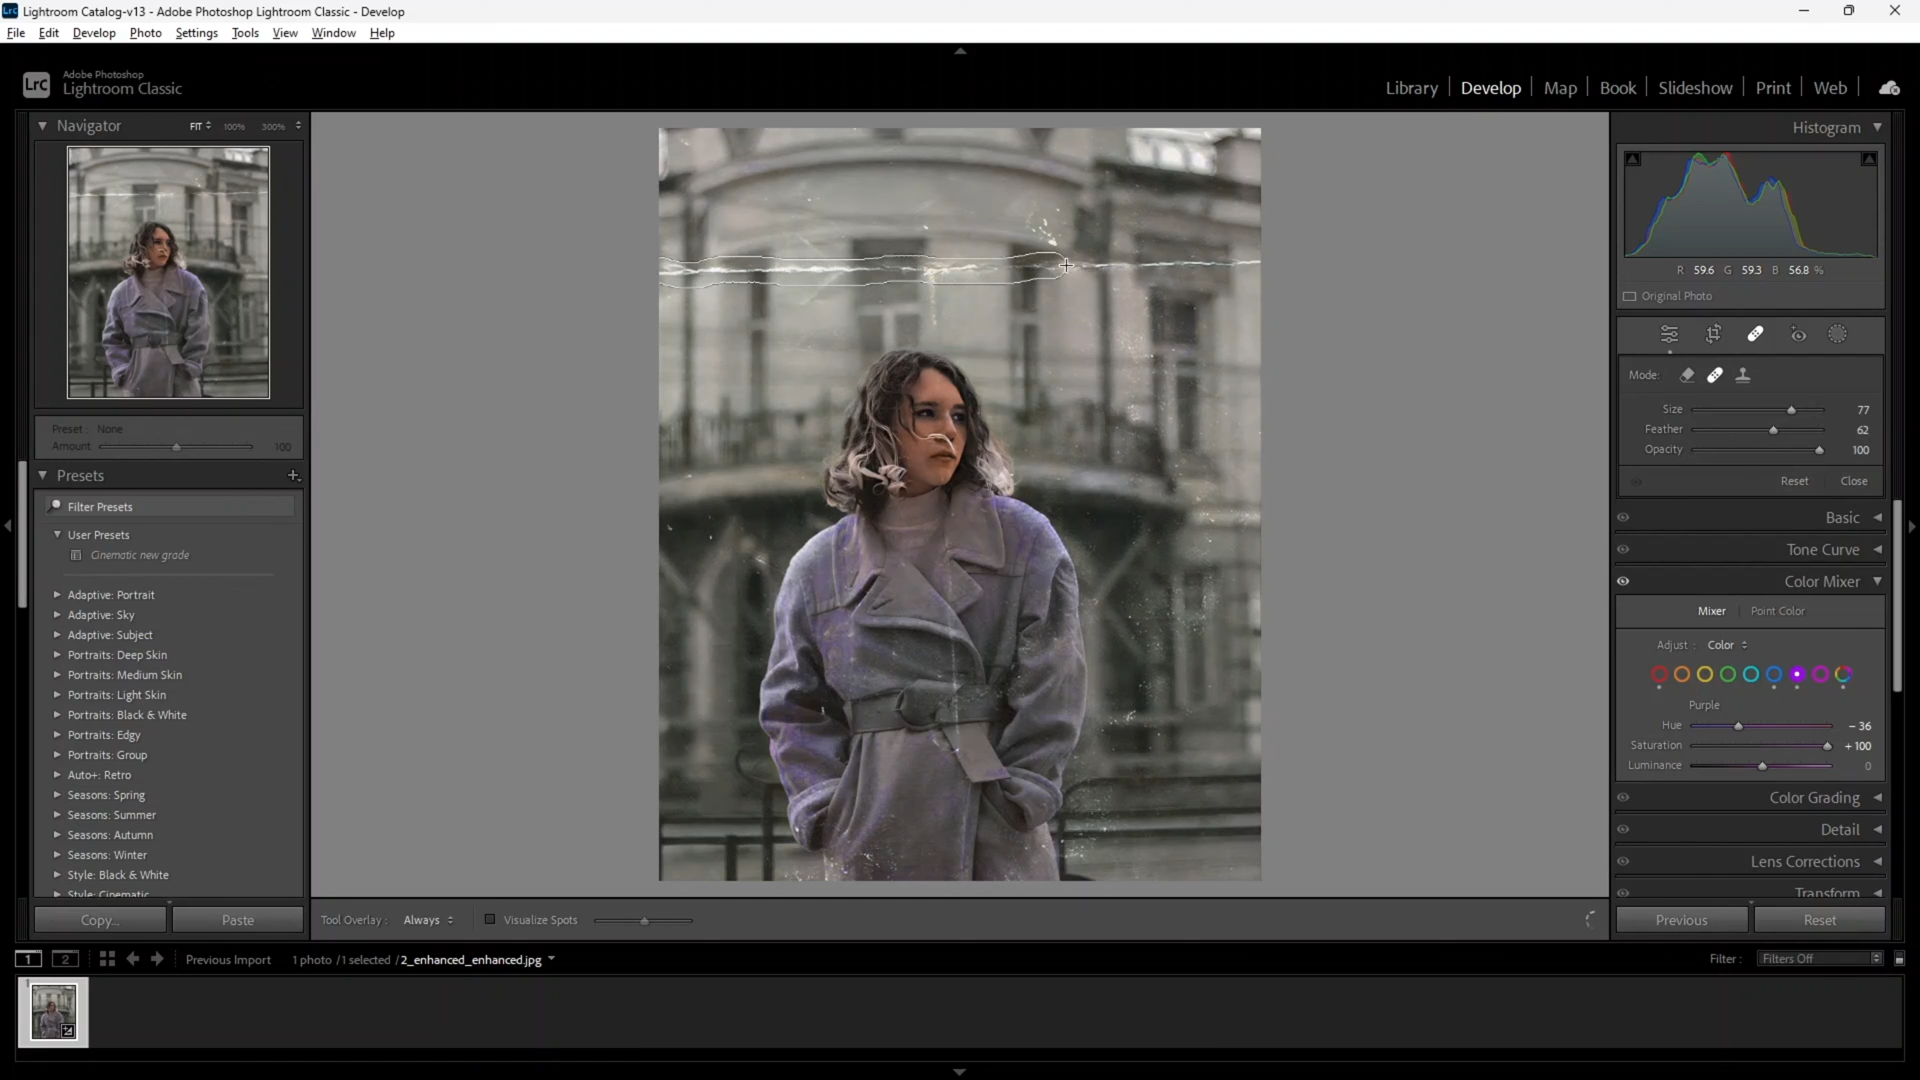 Lightroom Catalog-v13 - Adobe Photoshop Lightroom Classic - Develop
File Edit Develop Photo Settings Tools View Window Help
LrC
Adobe Photoshop
Lightroom Classic
Library Develop Map Book Slideshow Print Web
Navigator FIT 100% 300%
Preset : None
Amount 100
Presets
Filter Presets
User Presets
Cinematic new grade
Adaptive: Portrait
Adaptive: Sky
Adaptive: Subject
Portraits: Deep Skin
Portraits: Medium Skin
Portraits: Light Skin
Portraits: Black & White
Portraits: Edgy
Portraits: Group
Auto+: Retro
Seasons: Spring
Seasons: Summer
Seasons: Autumn
Seasons: Winter
Style: Black & White
Style: Cinematic
Copy... Paste
Tool Overlay : Always Visualize Spots
Histogram
R 59.6 G 59.3 B 56.8 %
Original Photo
Mode:
Size 77
Feather 62
Opacity 100
Reset Close
Basic
Tone Curve
Color Mixer
Mixer Point Color
Adjust : Color
Purple
Hue - 36
Saturation + 100
Luminance 0
Color Grading
Detail
Lens Corrections
Transform
Previous Reset
1 2 Previous Import 1 photo / 1 selected / 2_enhanced_enhanced.jpg Filter : Filters Off
1